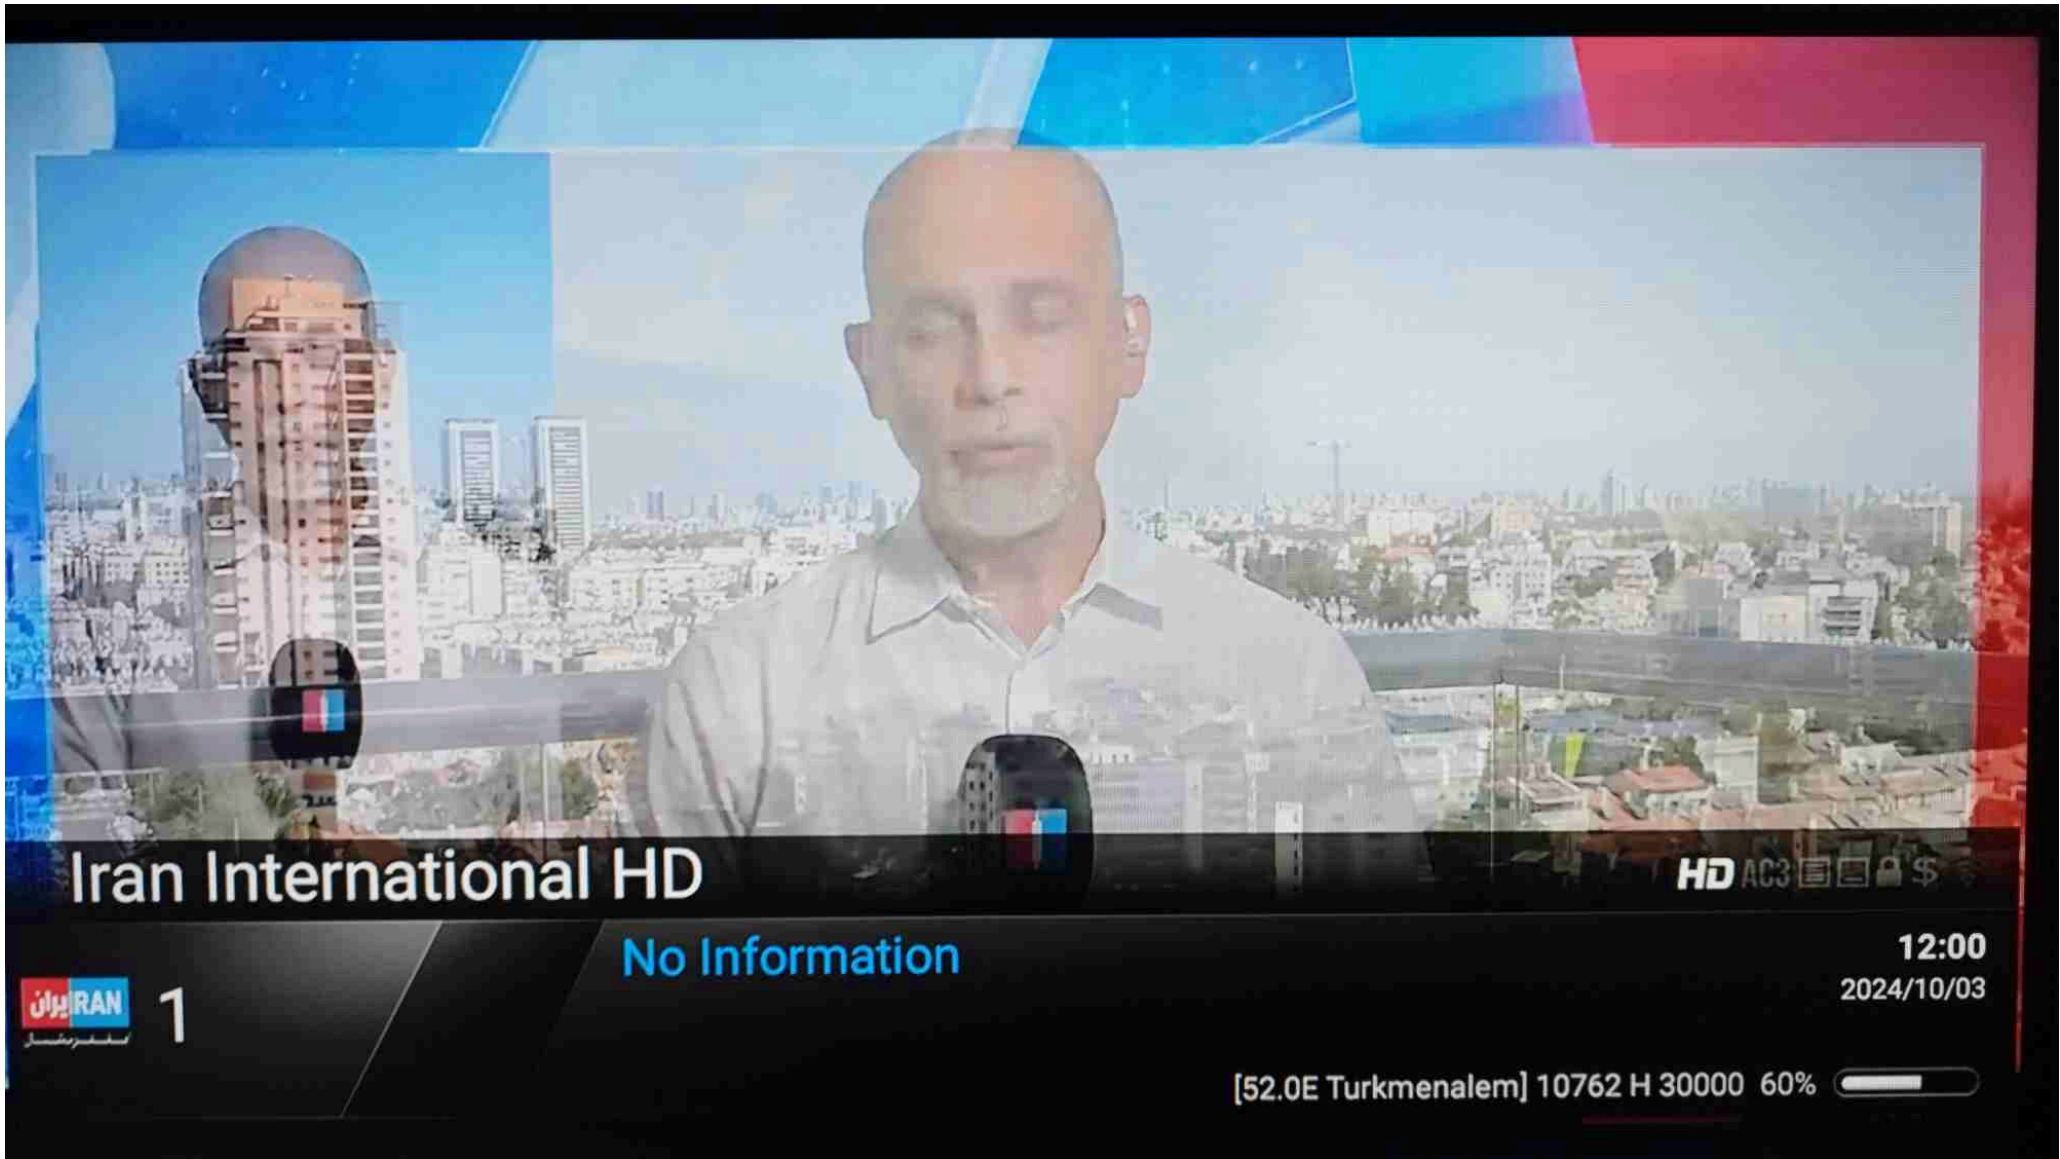 Iran International HD
HD AC3 $
No Information
12:00
2024/10/03
ایران IRAN
اینترنشنال
1
[52.0E Turkmenalem] 10762 H 30000 60%